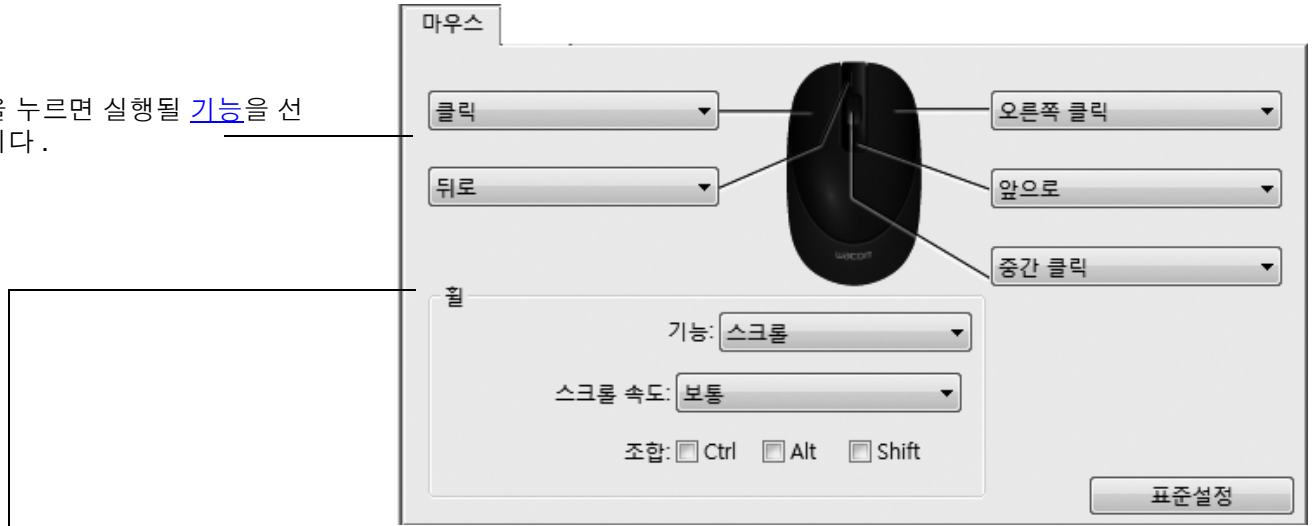 마우스
을 누르면 실행될 기능을 선
니다.
클릭
오른쪽 클릭
뒤로
앞으로
중간 클릭
wacom
휠
기능: 스크롤
스크롤 속도: 보통
조합: Ctrl Alt Shift
표준설정